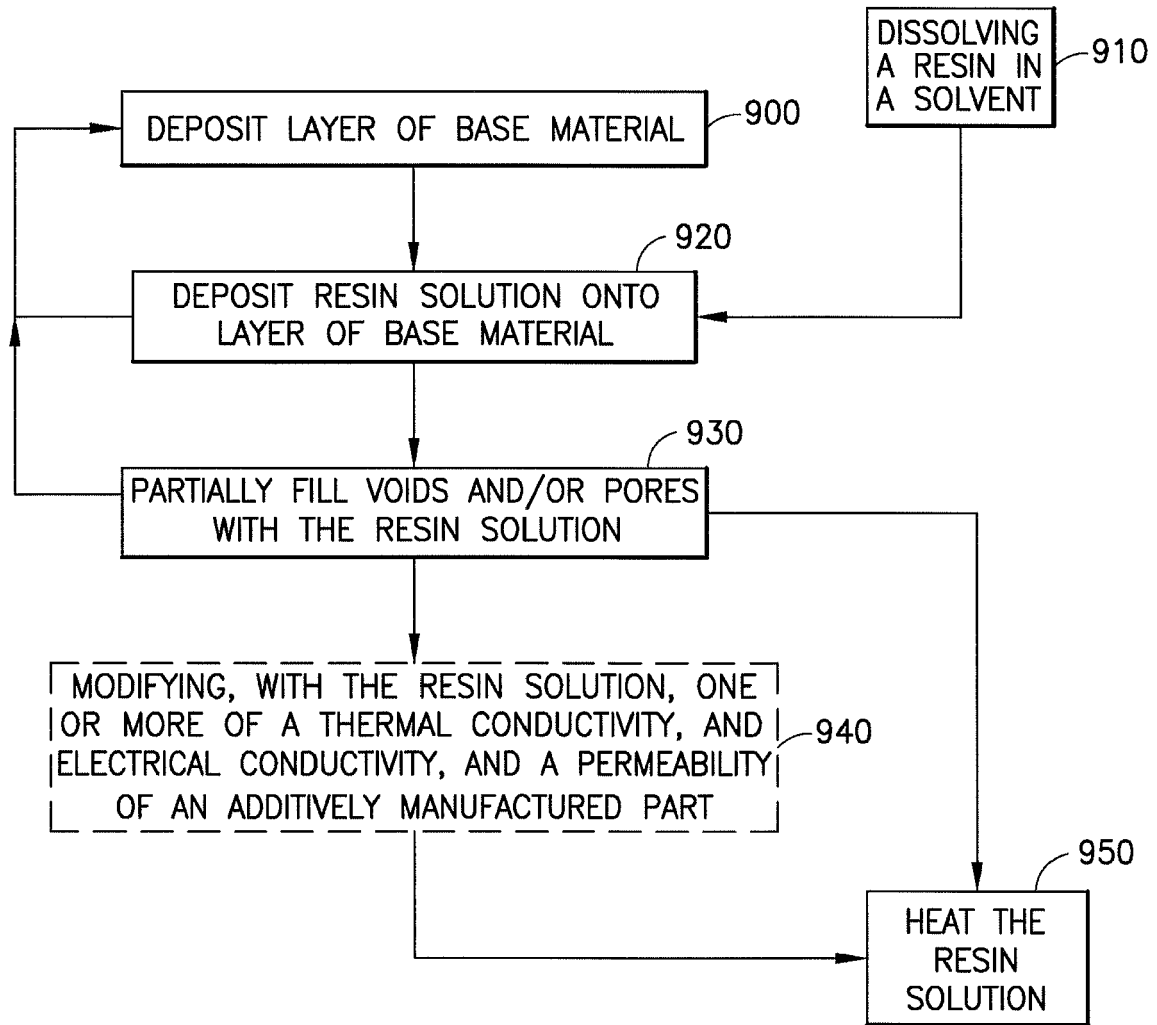 DISSOLVING
A RESIN IN
A SOLVENT
910
DEPOSIT LAYER OF BASE MATERIAL
900
920
DEPOSIT RESIN SOLUTION ONTO
LAYER OF BASE MATERIAL
930
PARTIALLY FILL VOIDS AND/OR PORES
WITH THE RESIN SOLUTION
MODIFYING, WITH THE RESIN SOLUTION, ONE
OR MORE OF A THERMAL CONDUCTIVITY, AND
ELECTRICAL CONDUCTIVITY, AND A PERMEABILITY
OF AN ADDITIVELY MANUFACTURED PART
940
950
HEAT THE
RESIN
SOLUTION